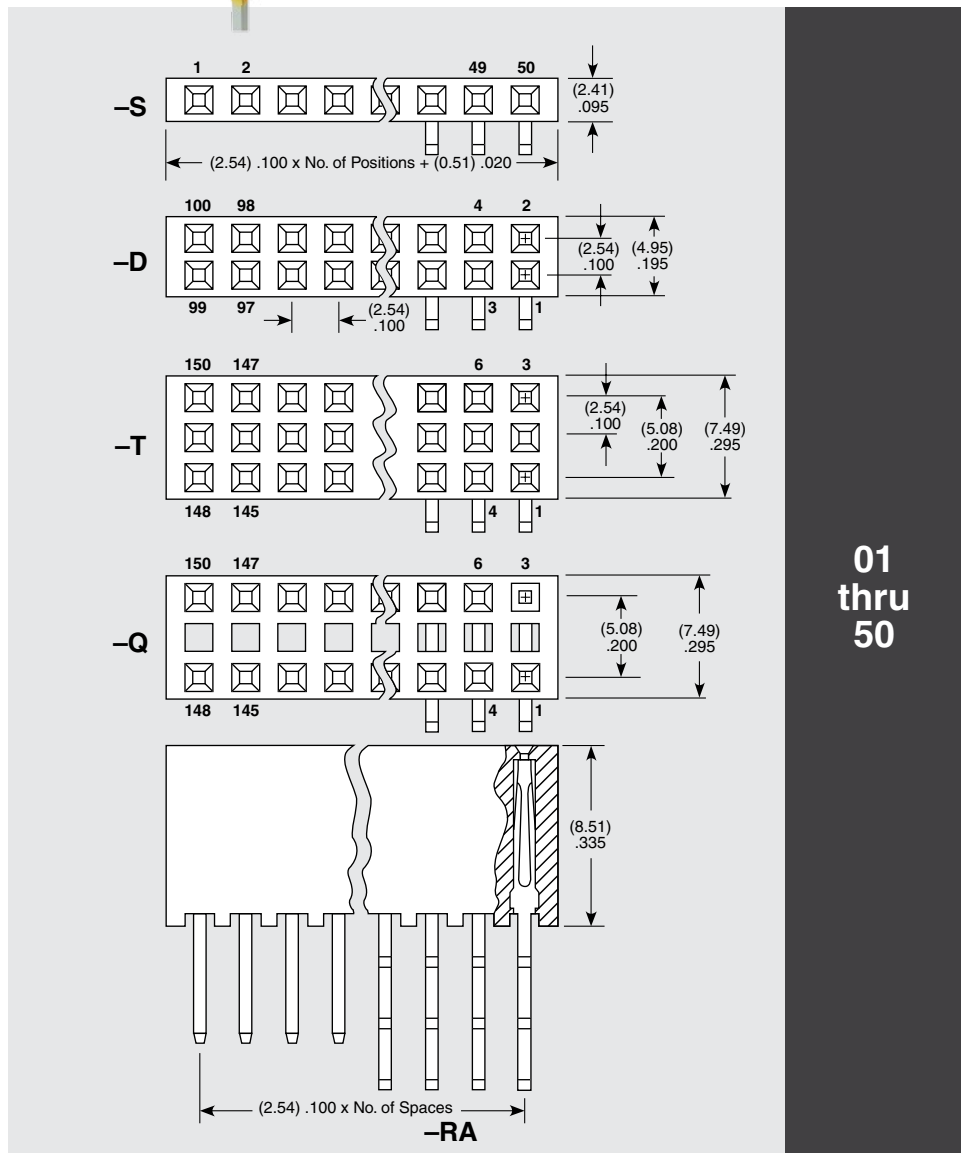 1 2 49 50
–S
(2.41)
.095
(2.54) .100 x No. of Positions + (0.51) .020
100 98 4 2
–D
(2.54)
.100
(4.95)
.195
99 97 3 1
(2.54)
.100
150 147 6 3
–T
(2.54)
.100
(5.08)
.200
(7.49)
.295
148 145 4 1
150 147 6 3
–Q
(5.08)
.200
(7.49)
.295
148 145 4 1
(8.51)
.335
(2.54) .100 x No. of Spaces
–RA
01
thru
50